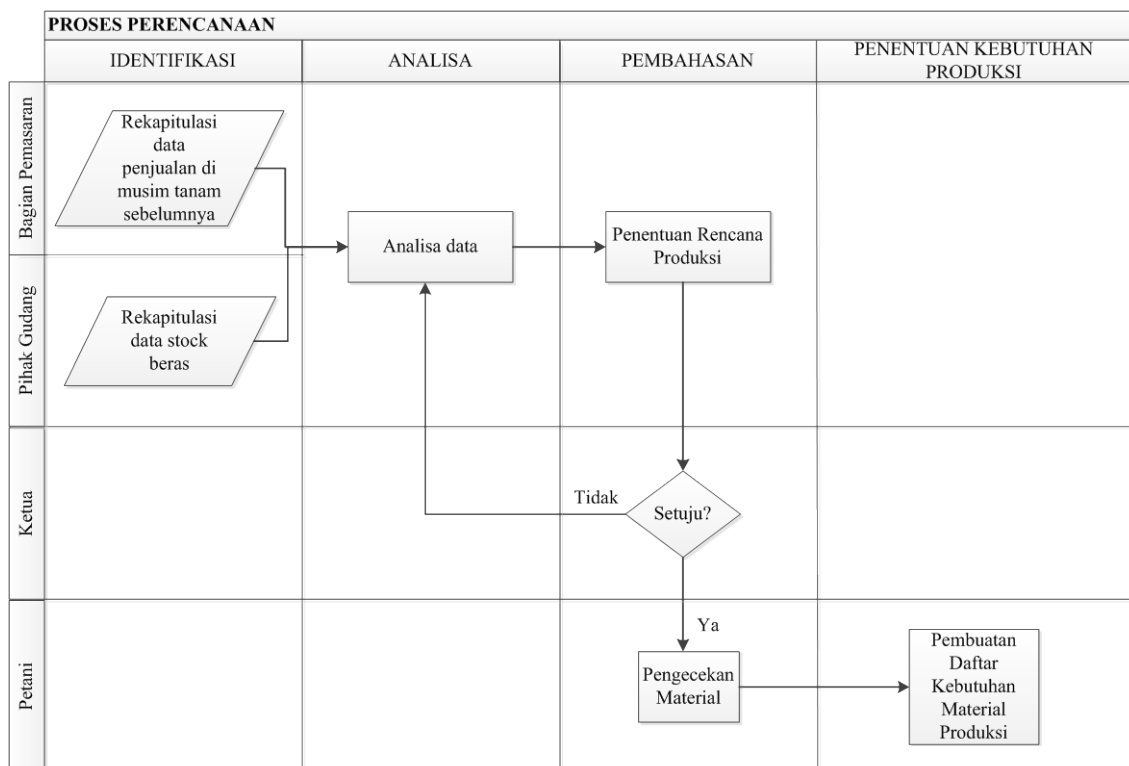 PROSES PERENCANAAN
IDENTIFIKASI
ANALISA
PEMBAHASAN
PENENTUAN KEBUTUHAN
PRODUKSI
Bagian Pemasaran
Rekapitulasi
data
penjualan di
musim tanam
sebelumnya
Analisa data
Penentuan Rencana
Produksi
Pihak Gudang
Rekapitulasi
data stock
beras
Ketua
Tidak
Setuju?
Petani
Ya
Pengecekan
Material
Pembuatan
Daftar
Kebutuhan
Material
Produksi